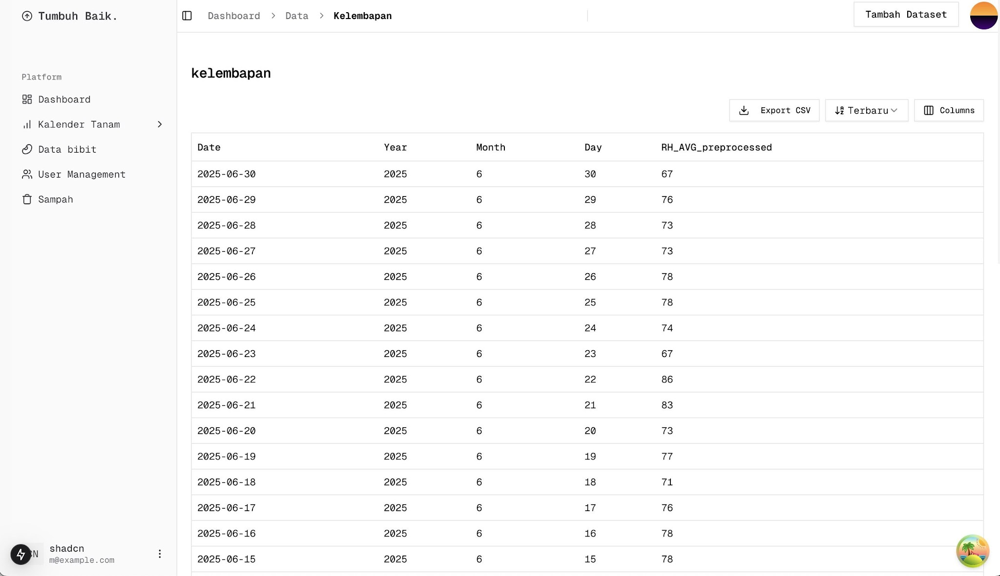 Tumbuh Baik.
Dashboard > Data > Kelembapan
Tambah Dataset
Platform
Dashboard
Kalender Tanam
Data bibit
User Management
Sampah
kelembapan
Export CSV
Terbaru
Columns
Date Year Month Day RH_AVG_preprocessed
2025-06-30 2025 6 30 67
2025-06-29 2025 6 29 76
2025-06-28 2025 6 28 73
2025-06-27 2025 6 27 73
2025-06-26 2025 6 26 78
2025-06-25 2025 6 25 78
2025-06-24 2025 6 24 74
2025-06-23 2025 6 23 67
2025-06-22 2025 6 22 86
2025-06-21 2025 6 21 83
2025-06-20 2025 6 20 73
2025-06-19 2025 6 19 77
2025-06-18 2025 6 18 71
2025-06-17 2025 6 17 76
2025-06-16 2025 6 16 78
2025-06-15 2025 6 15 78
CN
shadcn
m@example.com